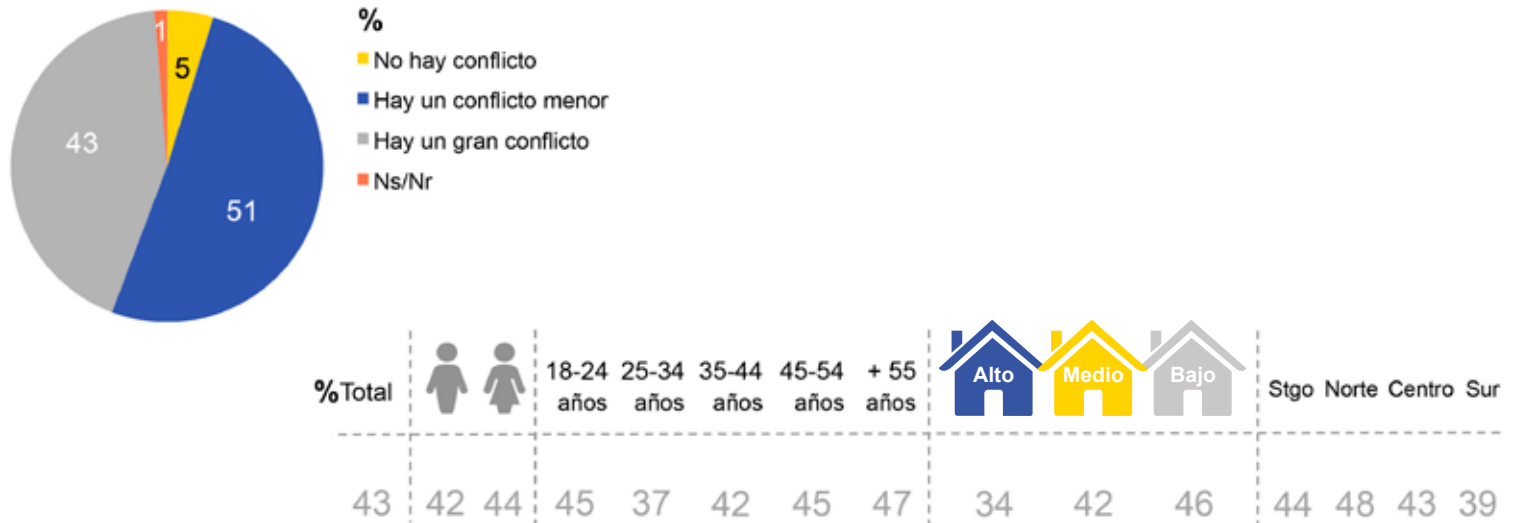 %
1
5
43
51
No hay conflicto
Hay un conflicto menor
Hay un gran conflicto
Ns/Nr
%Total
18-24 años
25-34 años
35-44 años
45-54 años
+ 55 años
Alto
Medio
Bajo
Stgo Norte Centro Sur
43 42 44 45 37 42 45 47 34 42 46 44 48 43 39